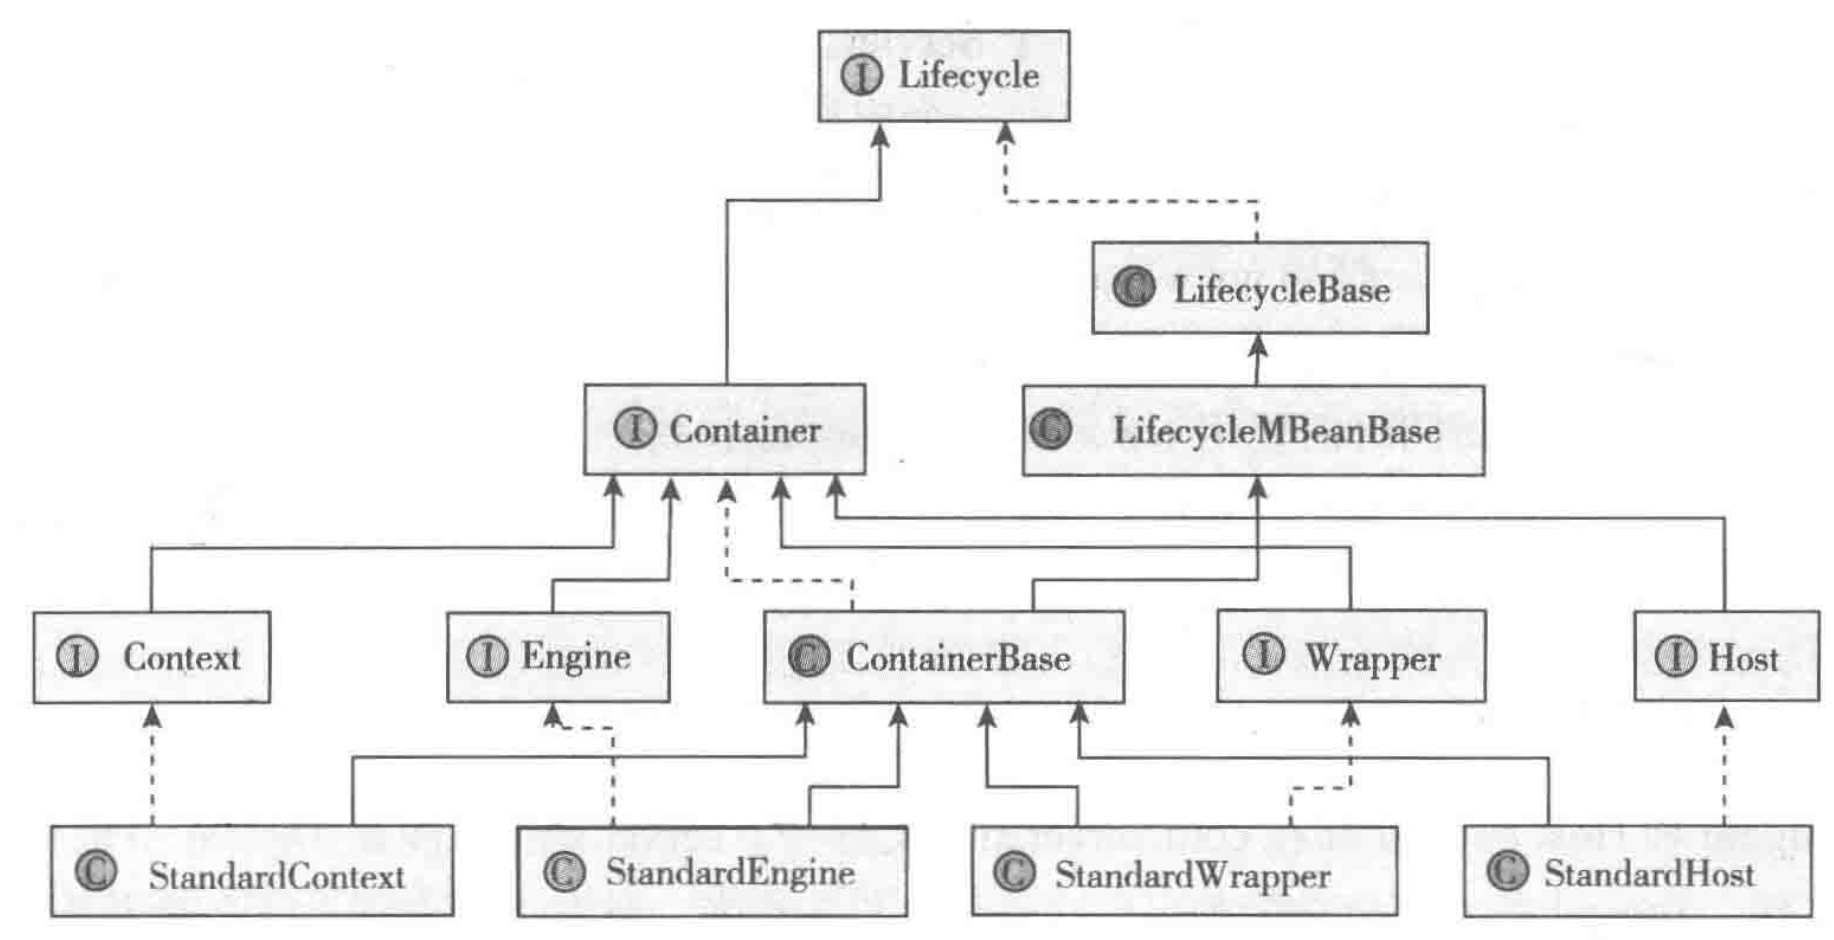 I Lifecycle
C LifecycleBase
I Container
C LifecycleMBeanBase
I Context
I Engine
C ContainerBase
I Wrapper
I Host
C StandardContext
C StandardEngine
C StandardWrapper
C StandardHost